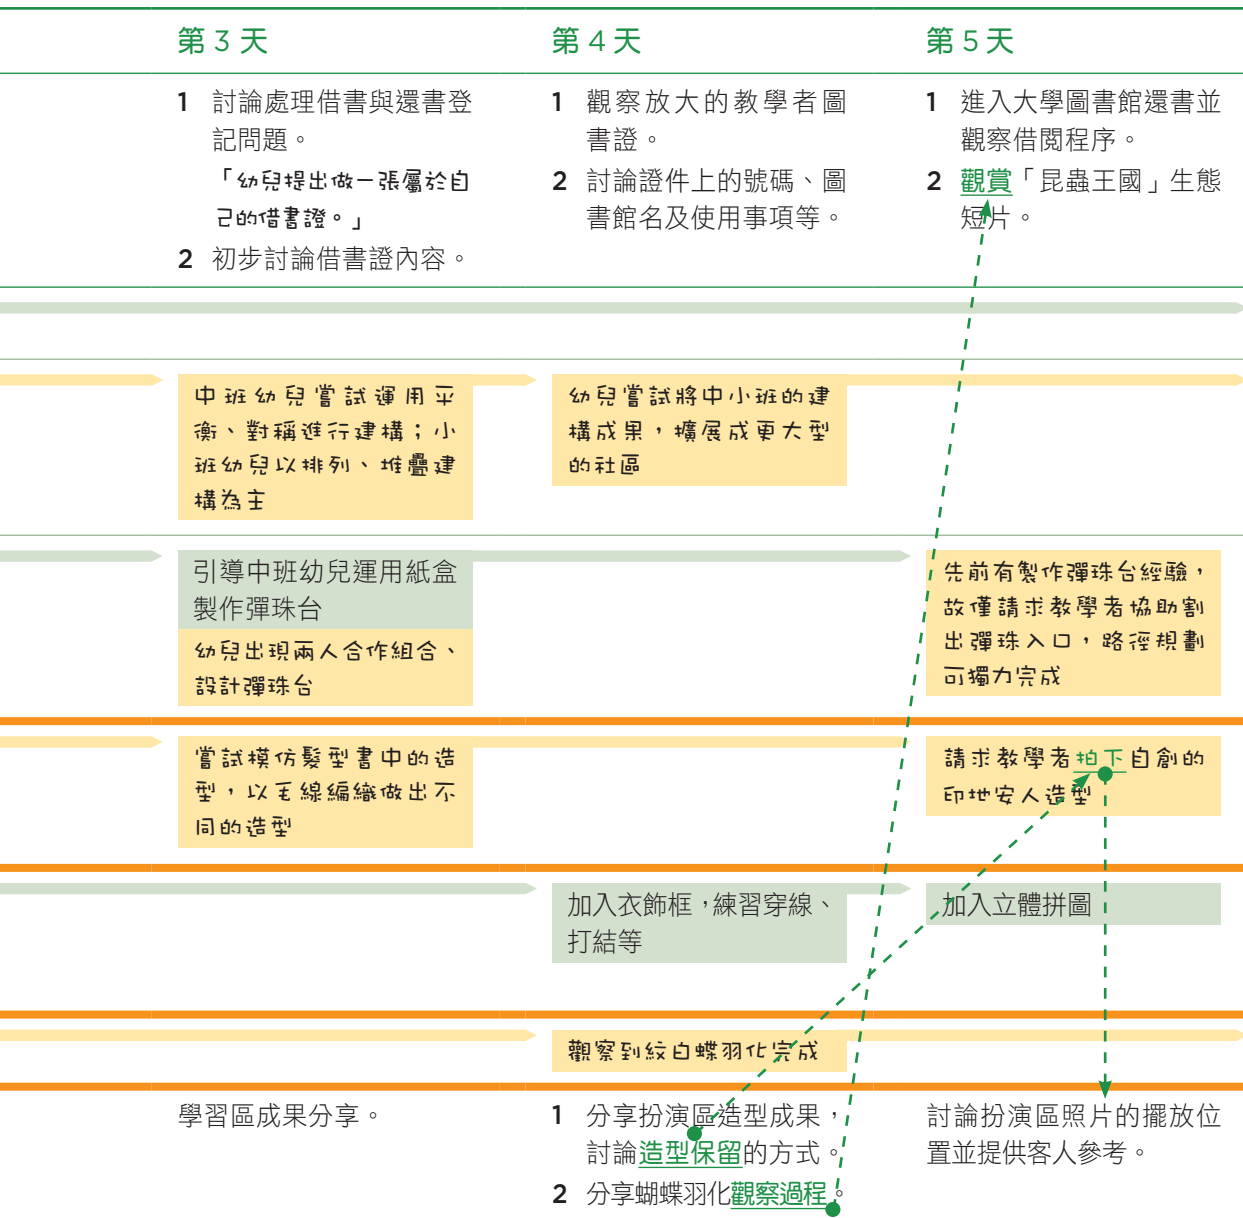 第 3 天
第 4 天
第 5 天
1 討論處理借書與還書登
記問題。
「幼兒提出做一張屬於自
己的借書證。」
2 初步討論借書證內容。
1 觀察放大的教學者圖
書證。
2 討論證件上的號碼、圖
書館名及使用事項等。
1 進入大學圖書館還書並
觀察借閱程序。
2 觀賞「昆蟲王國」生態
短片。
中班幼兒嘗試運用平
衡、對稱進行建構；小
班幼兒以排列、堆疊建
構為主
幼兒嘗試將中小班的建
構成果，擴展成更大型
的社區
引導中班幼兒運用紙盒
製作彈珠台
幼兒出現兩人合作組合、
設計彈珠台
先前有製作彈珠台經驗，
故僅請求教學者協助割
出彈珠入口，路徑規劃
可獨力完成
嘗試模仿髮型書中的造
型，以毛線編織做出不
同的造型
請求教學者拍下自創的
印地安人造型
加入衣飾框，練習穿線、
打結等
加入立體拼圖
觀察到紋白蝶羽化完成
學習區成果分享。
1 分享扮演區造型成果，
討論造型保留的方式。
2 分享蝴蝶羽化觀察過程。
討論扮演區照片的擺放位
置並提供客人參考。